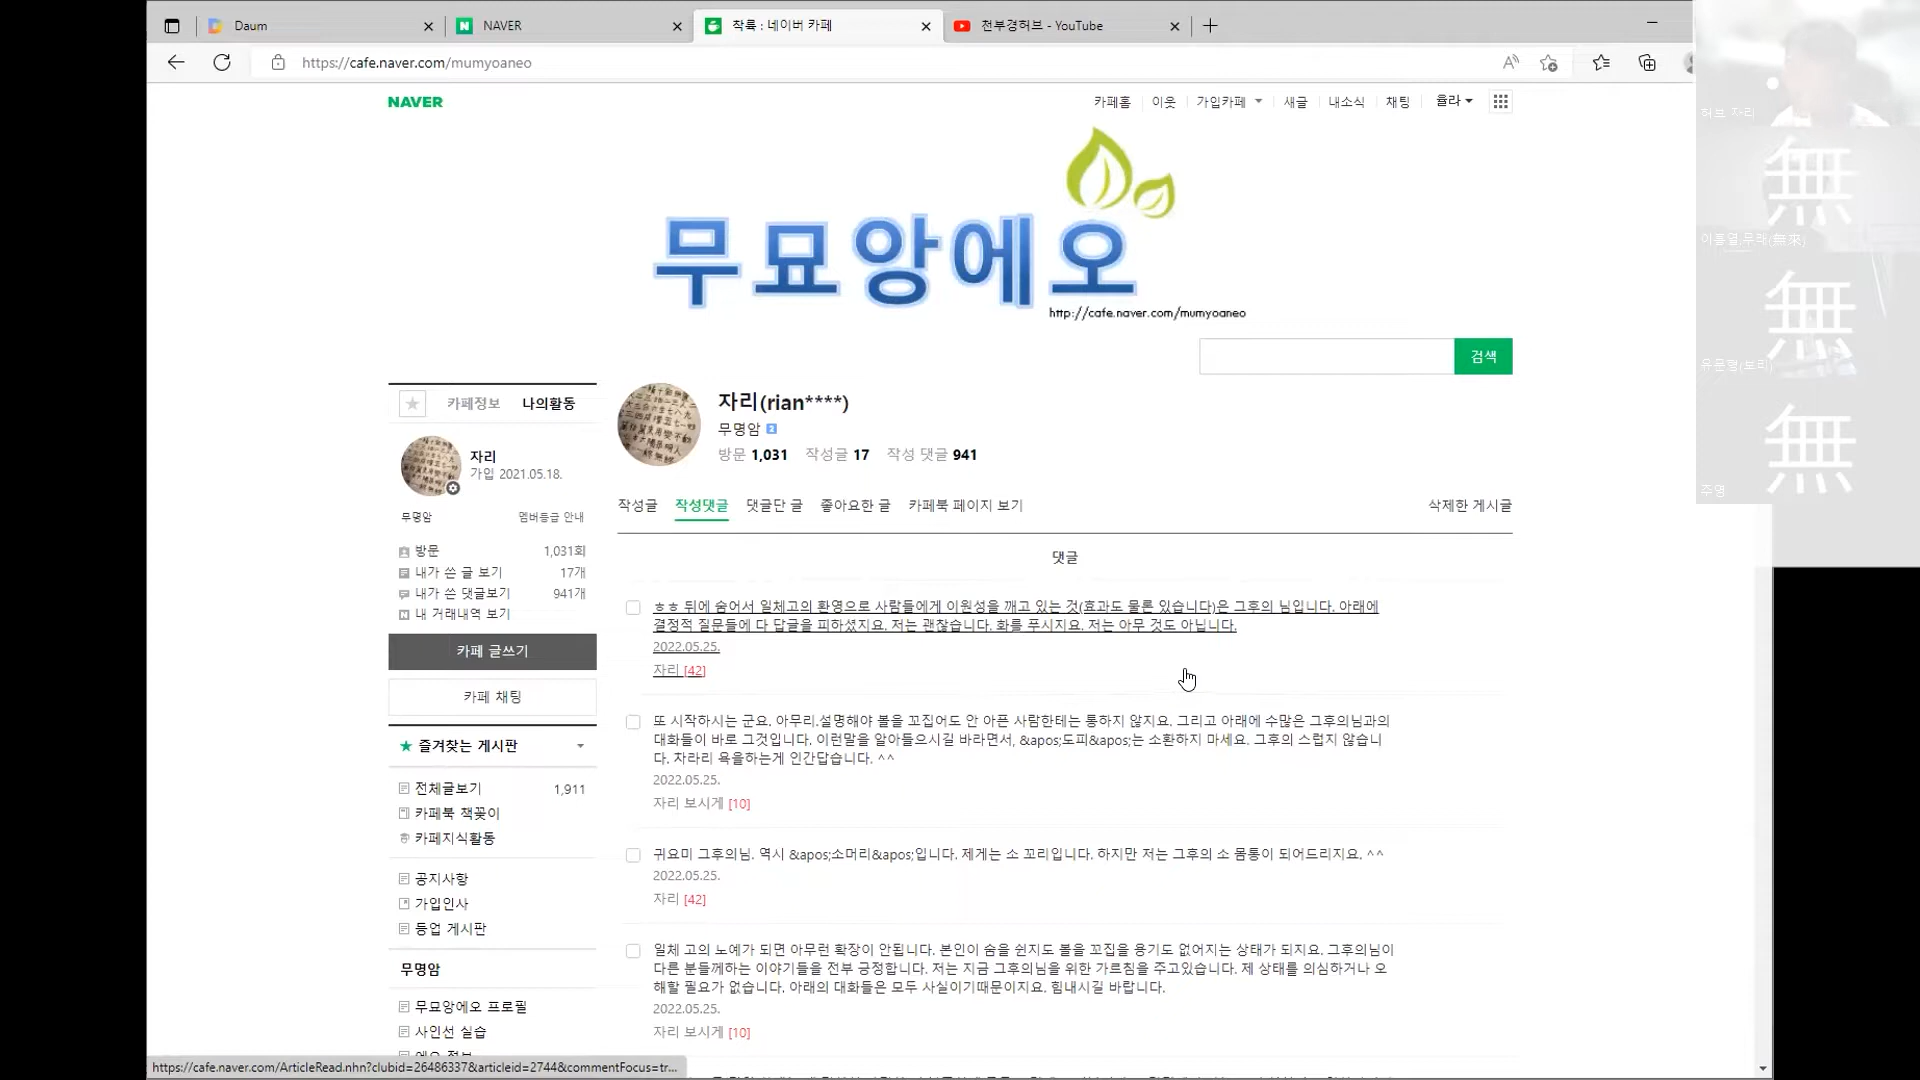 Daum
NAVER
착륙 : 네이버 카페
천부경허브 - YouTube
https://cafe.naver.com/mumyoaneo
NAVER
카페홈 이웃 가입카페 새글 내소식 채팅 율라
무묘앙에오
http://cafe.naver.com/mumyoaneo
검색
허브 자리
無
無
無
주영
카페정보 나의활동
자리
가입 2021.05.18.
무명암 멤버등급 안내
방문 1,031회
내가 쓴 글 보기 17개
내가 쓴 댓글보기 941개
내 거래내역 보기
카페 글쓰기
카페 채팅
즐겨찾는 게시판
전체글보기 1,911
카페북 책꽂이
카페지식활동
공지사항
가입인사
등업 게시판
무명암
무묘앙에오 프로필
사인선 실습
자리(rian****)
무명암 2
방문 1,031 작성글 17 작성 댓글 941
작성글 작성댓글 댓글단 글 좋아요한 글 카페북 페이지 보기 삭제한 게시글
댓글
ㅎㅎ 뒤에 숨어서 일체고의 환영으로 사람들에게 이원성을 깨고 있는 것(효과도 물론 있습니다)은 그후의 님입니다. 아래에
결정적 질문들에 다 답글을 피하셨지요. 저는 괜찮습니다. 화를 푸시지요. 저는 아무 것도 아닙니다.
2022.05.25.
자리 [42]
또 시작하시는 군요. 아무리.설명해야 볼을 꼬집어도 안 아픈 사람한테는 통하지 않지요. 그리고 아래에 수많은 그후의님과의
대화들이 바로 그것입니다. 이런말을 알아들으시길 바라면서, &apos;도피&apos;는 소환하지 마세요. 그후의 스럽지 않습니
다. 차라리 욕을하는게 인간답습니다. ^^
2022.05.25.
자리 보시게 [10]
귀요미 그후의님. 역시 &apos;소머리&apos;입니다. 제게는 소 꼬리입니다. 하지만 저는 그후의 소 몸통이 되어드리지요. ^^
2022.05.25.
자리 [42]
일체 고의 노예가 되면 아무런 확장이 안됩니다. 본인이 숨을 쉰지도 볼을 꼬집을 용기도 없어지는 상태가 되지요. 그후의님이
다른 분들께하는 이야기들을 전부 긍정합니다. 저는 지금 그후의님을 위한 가르침을 주고있습니다. 제 상태를 의심하거나 오
해할 필요가 없습니다. 아래의 대화들은 모두 사실이기때문이지요. 힘내시길 바랍니다.
2022.05.25.
자리 보시게 [10]
https://cafe.naver.com/ArticleRead.nhn?clubid=26486337&articleid=2744&commentFocus=tr...